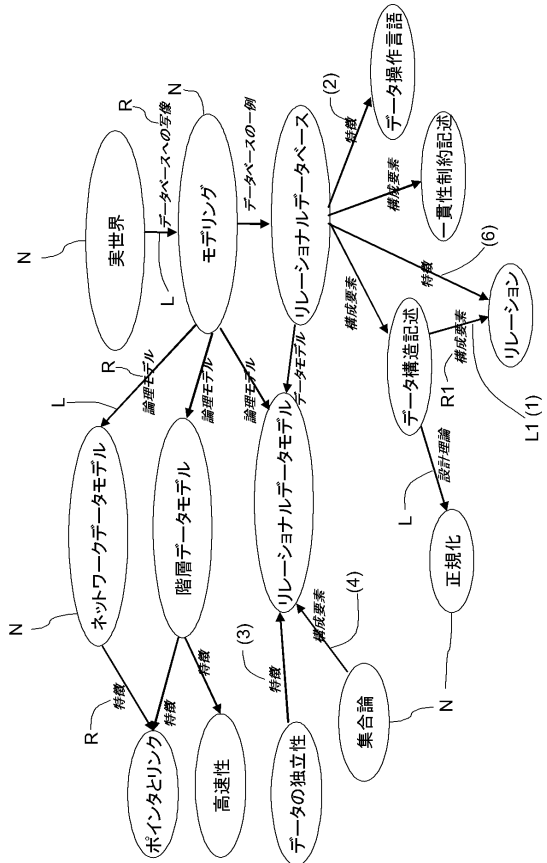 N
実世界
R
データベースへの写像
N
L
モデリング
データベースの一例
R
論理モデル
L
論理モデル
論理モデル
リレーショナルデータベース
(2)
特徴
データ操作言語
構成要素
一貫性制約記述
(6)
特徴
構成要素
データモデル
ネットワークデータモデル
N
階層データモデル
リレーショナルデータモデル
データ構造記述
R1
構成要素
リレーション
L1 (1)
設計理論
L
正規化
N
R
特徴
特徴
特徴
(3)
特徴
構成要素
(4)
ポインタとリンク
高速性
データの独立性
集合論